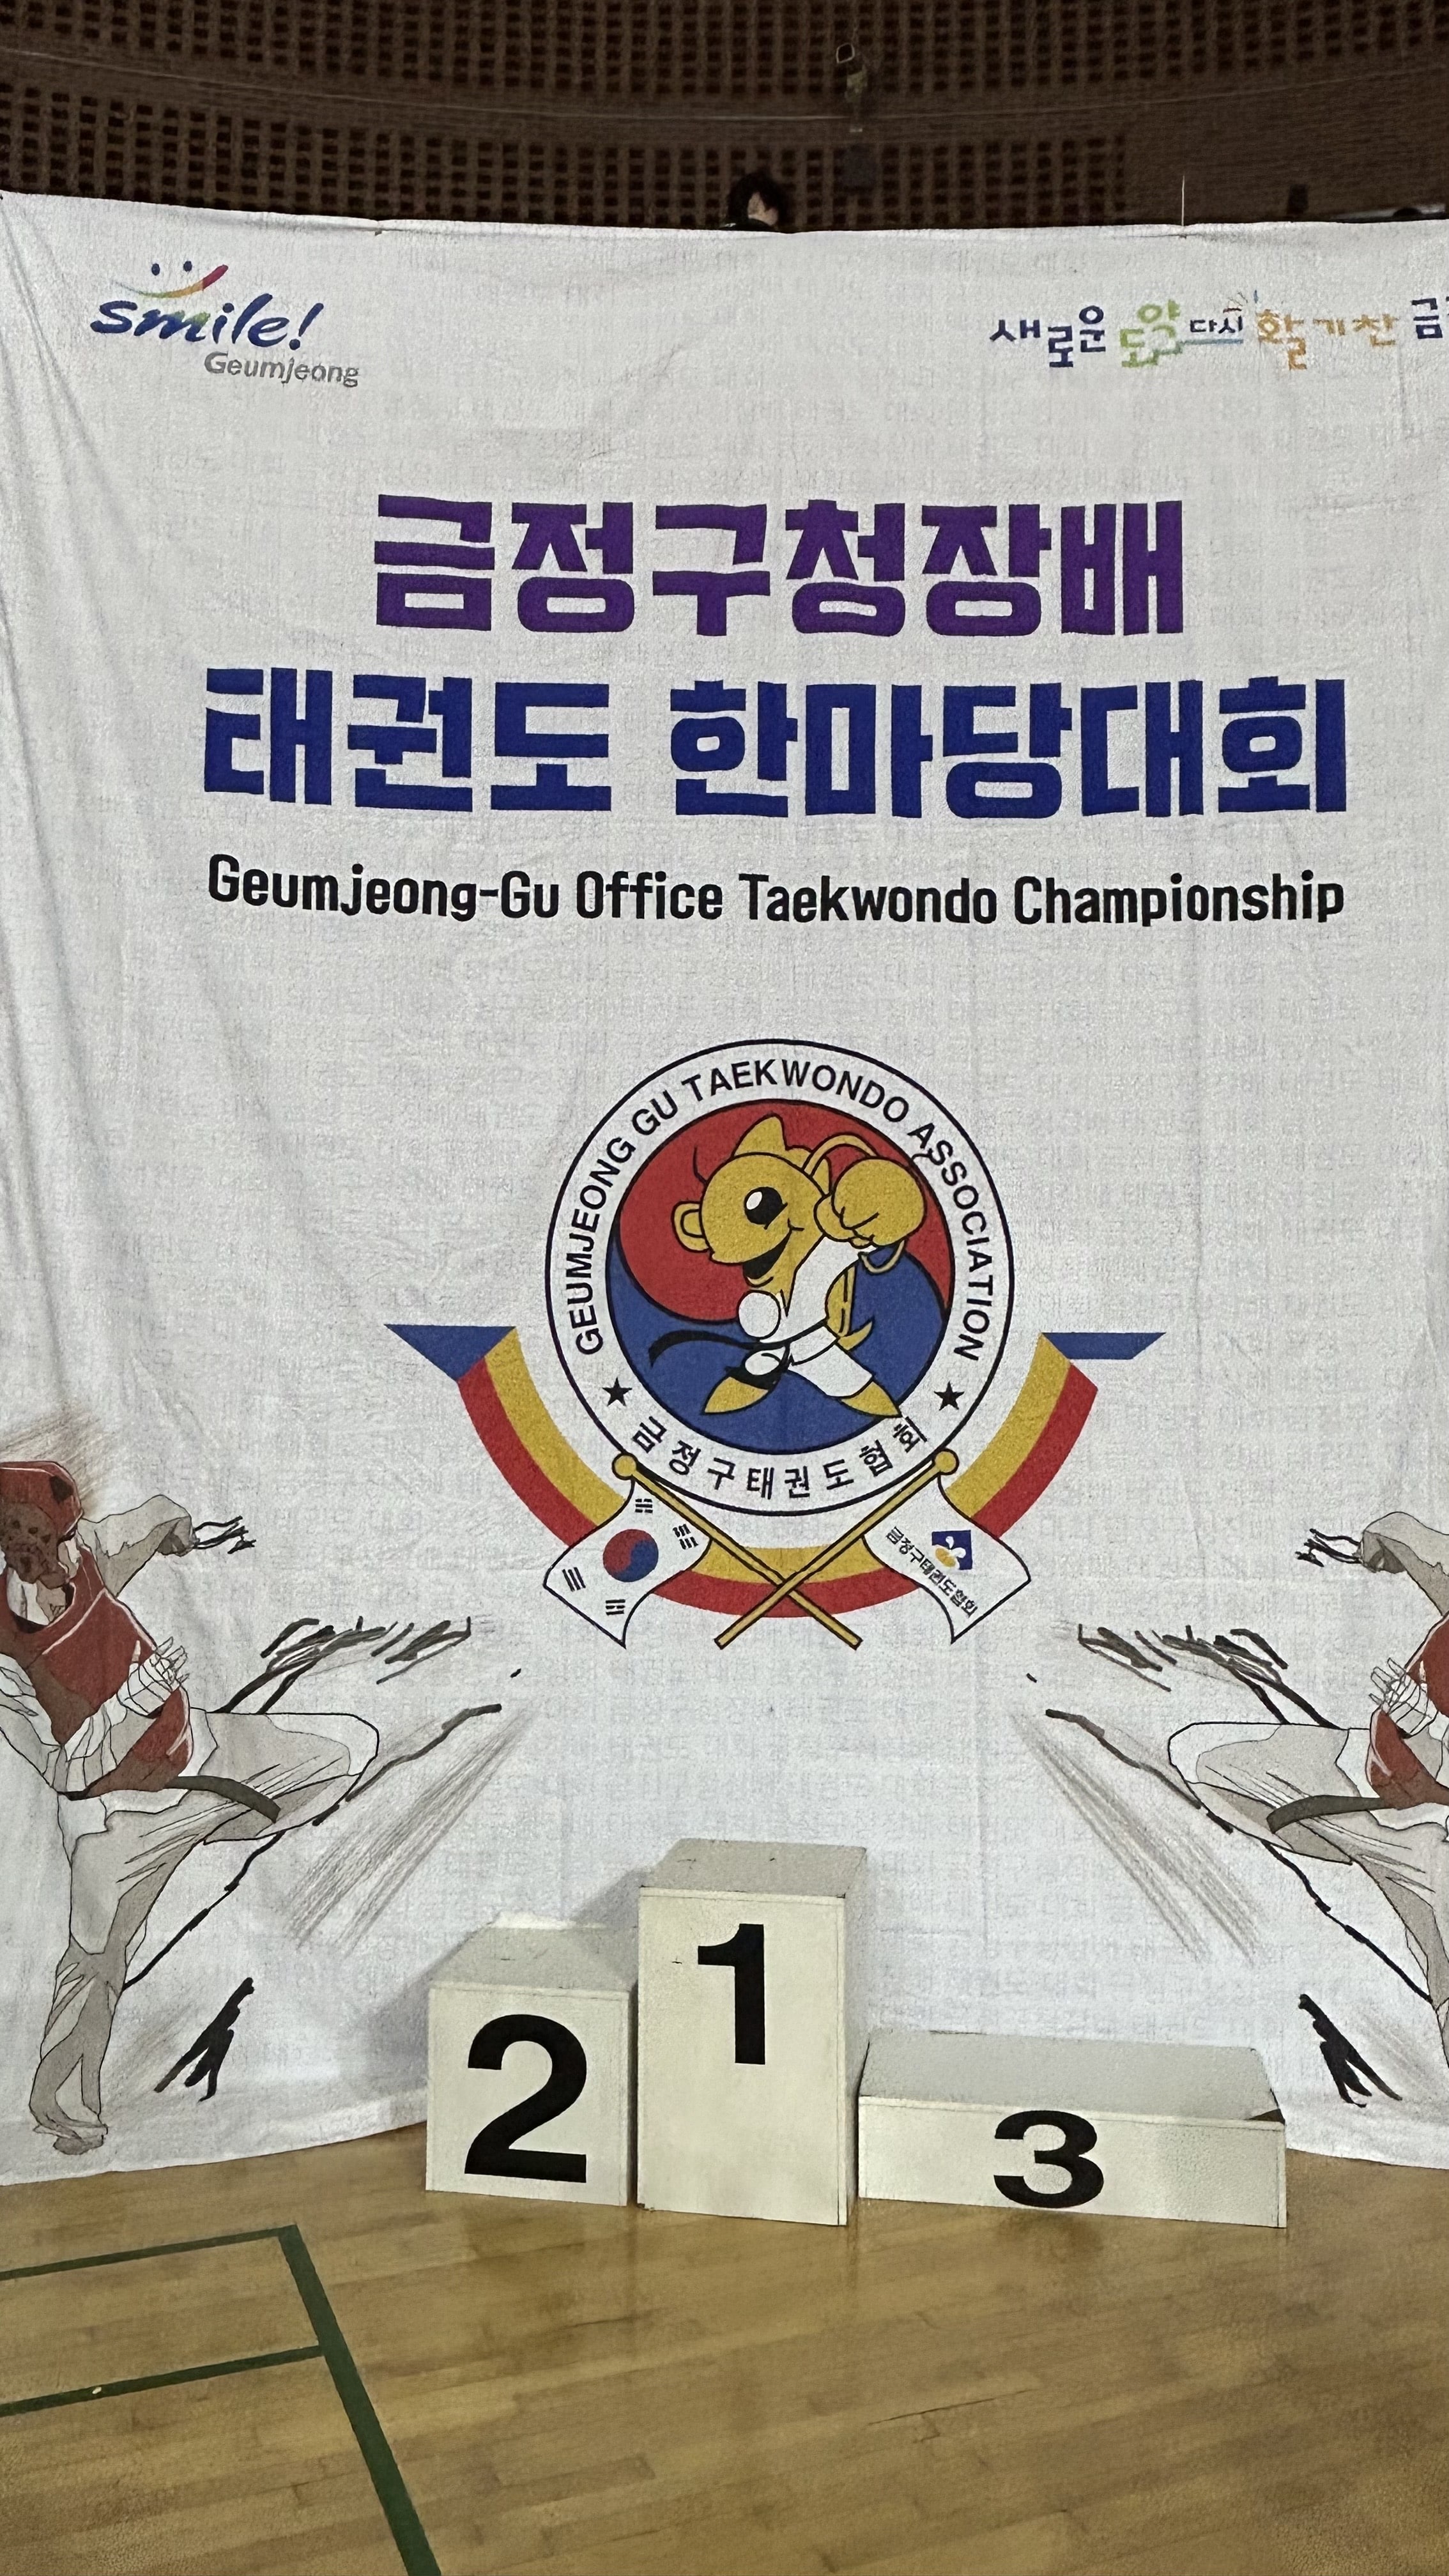 smile!
Geumjeong
새로운 도약 다시 활기찬 금
금정구청장배
태권도 한마당대회
Geumjeong-Gu Office Taekwondo Championship
GEUMJEONG GU TAEKWONDO ASSOCIATION
★ 금정구태권도협회 ★
금정구태권도협회
1
2
3